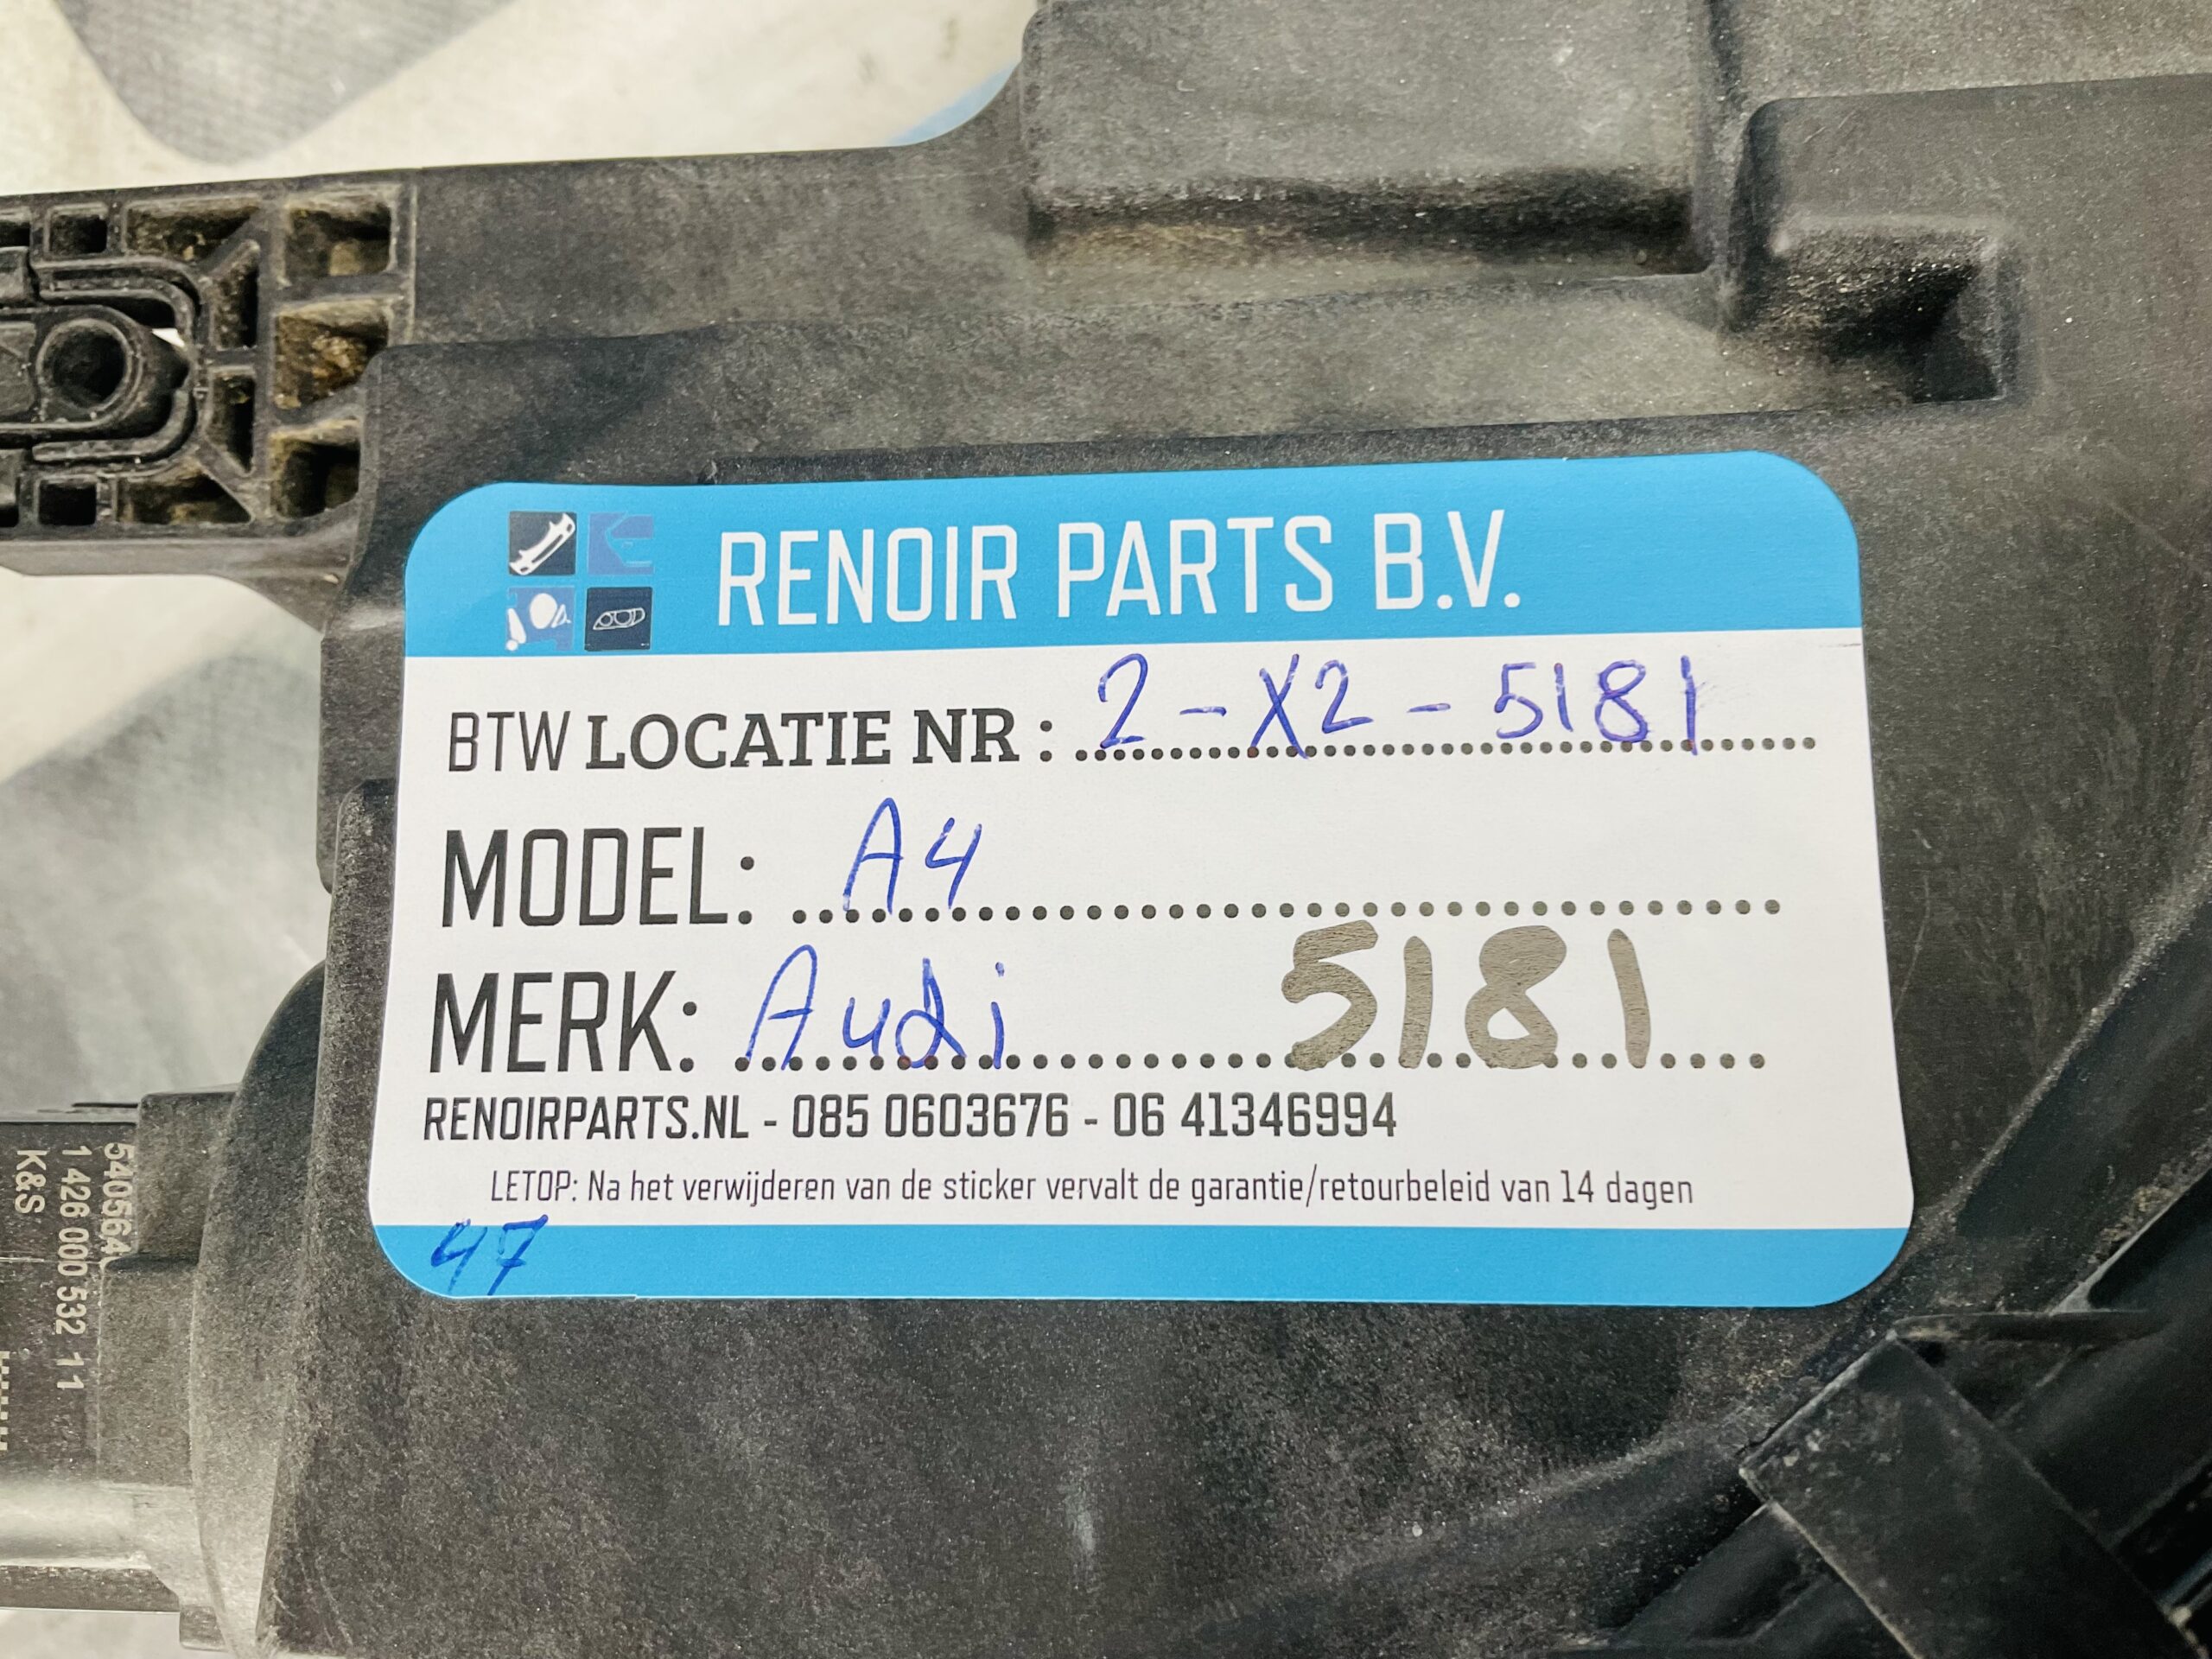 RENOIR PARTS B.V.
BTW LOCATIE NR : 2-X2-5181
MODEL: A4
MERK: Audi 5181
RENOIRPARTS.NL - 085 0603676 - 06 41346994
LETOP: Na het verwijderen van de sticker vervalt de garantie/retourbeleid van 14 dagen
47
54056A
1 426 000 532 11
K&S